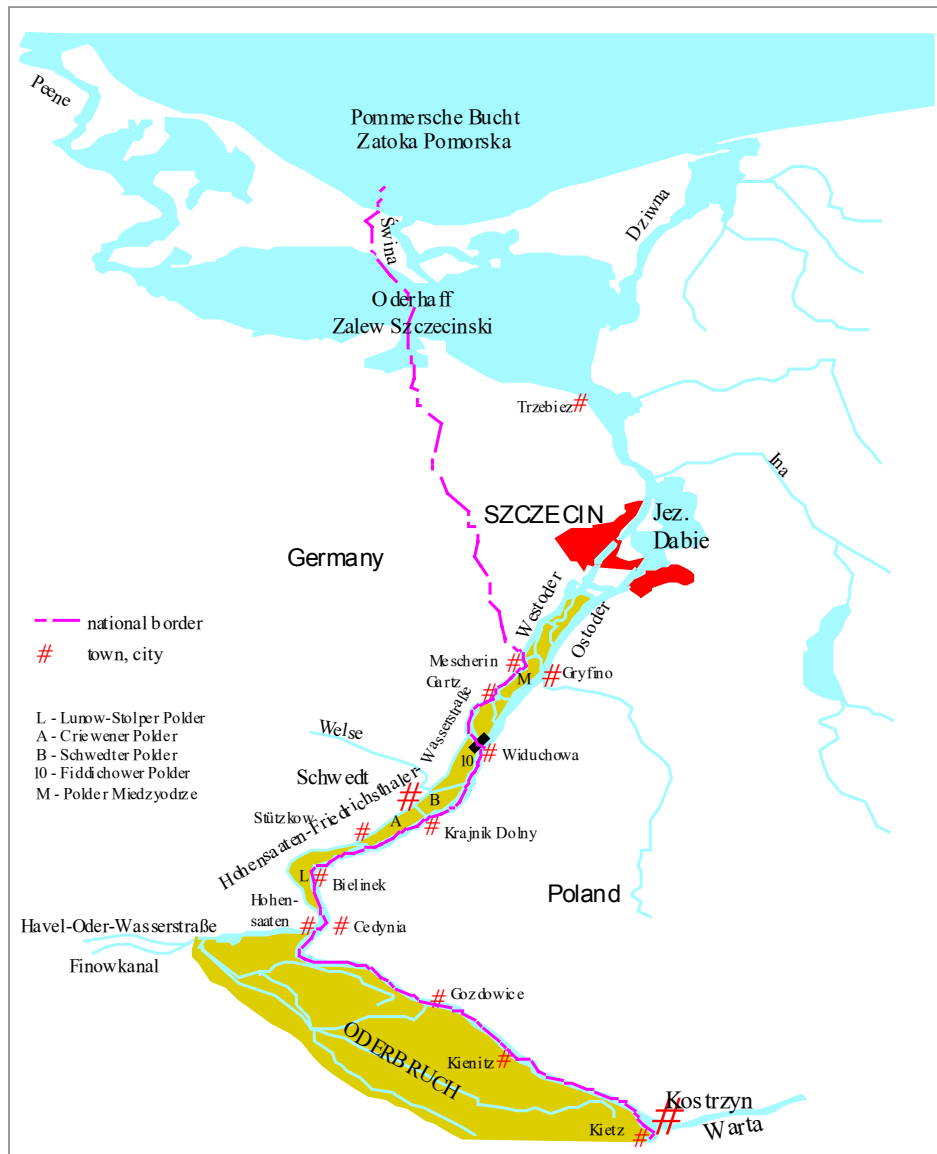 Peene
Pommersche Bucht
Zatoka Pomorska
Dziwna
Świna
Oderhaff
Zalew Szczecinski
Trzebiez
Ina
SZCZECIN
Jez.
Dabie
Germany
Westoder
Ostoder
national border
town, city
Mescherin
Gartz
M
Gryfino
L - Lunow-Stolper Polder
A - Criewener Polder
B - Schwedter Polder
10 - Fiddichower Polder
M - Polder Miedzyodrze
Welse
Hohensaaten-Friedrichsthaler-Wasserstraße
10
Widuchowa
Schwedt
B
Stützkow
A
Krajnik Dolny
L
Bielinek
Poland
Hohen-
saaten
Cedynia
Havel-Oder-Wasserstraße
Finowkanal
Gozdowice
ODERBRUCH
Kienitz
Kostrzyn
Warta
Kietz